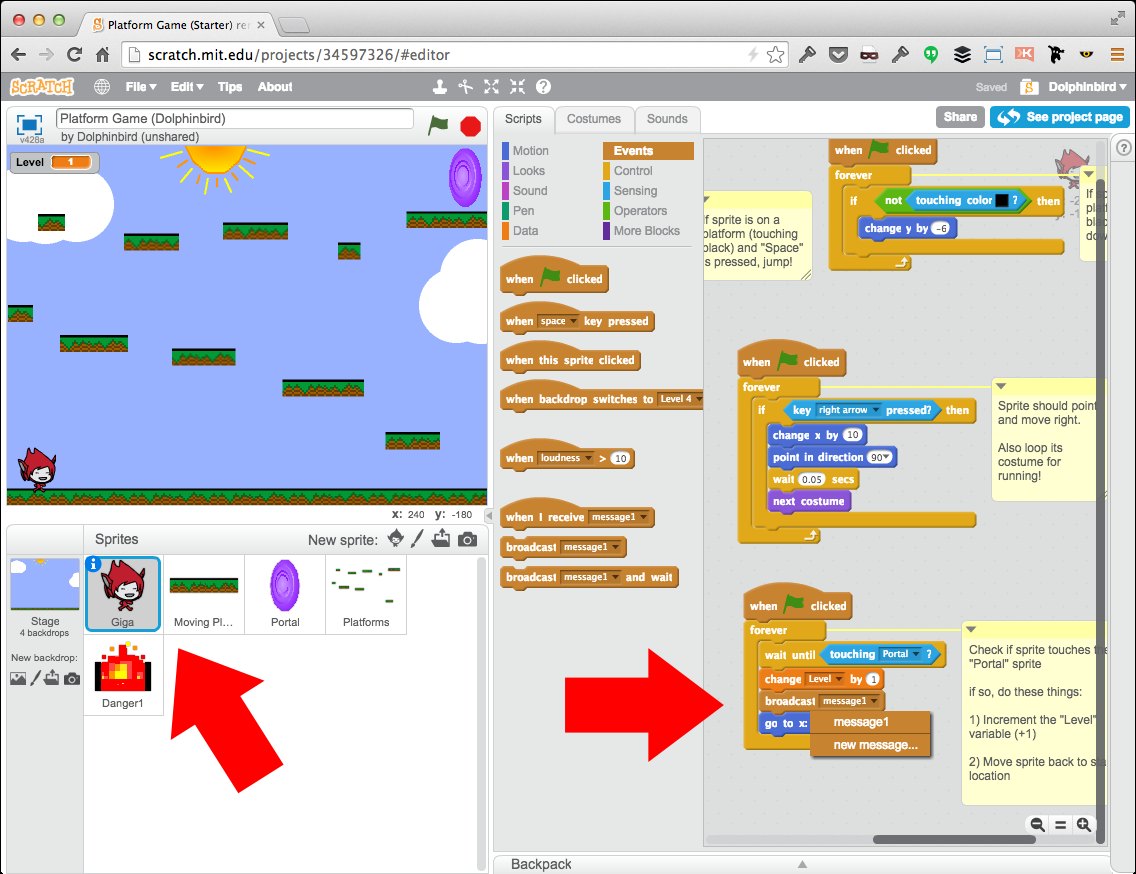 Platform Game (Starter) rer
scratch.mit.edu/projects/34597326/#editor
SCRATCH
File Edit Tips About
Saved
Dolphinbird
v428a
Platform Game (Dolphinbird)
by Dolphinbird (unshared)
Level 1
x: 240 y: -180
Sprites
New sprite:
Stage
4 backdrops
New backdrop:
Giga
Moving Pl...
Portal
Platforms
Danger1
Scripts
Costumes
Sounds
Share
See project page
Motion
Events
Looks
Control
Sound
Sensing
Pen
Operators
Data
More Blocks
when clicked
when space key pressed
when this sprite clicked
when backdrop switches to Level 4
when loudness > 10
when I receive message1
broadcast message1
broadcast message1 and wait
If sprite is on a
platform (touching
black) and "Space"
is pressed, jump!
when clicked
forever
if not touching color ? then
change y by -6
when clicked
forever
if key right arrow pressed? then
change x by 10
point in direction 90
wait 0.05 secs
next costume
Sprite should point
and move right.
Also loop its
costume for
running!
when clicked
forever
wait until touching Portal ?
change Level by 1
broadcast message1
go to x:
message1
new message...
Check if sprite touches the
"Portal" sprite
if so, do these things:
1) Increment the "Level"
variable (+1)
2) Move sprite back to
location
Backpack